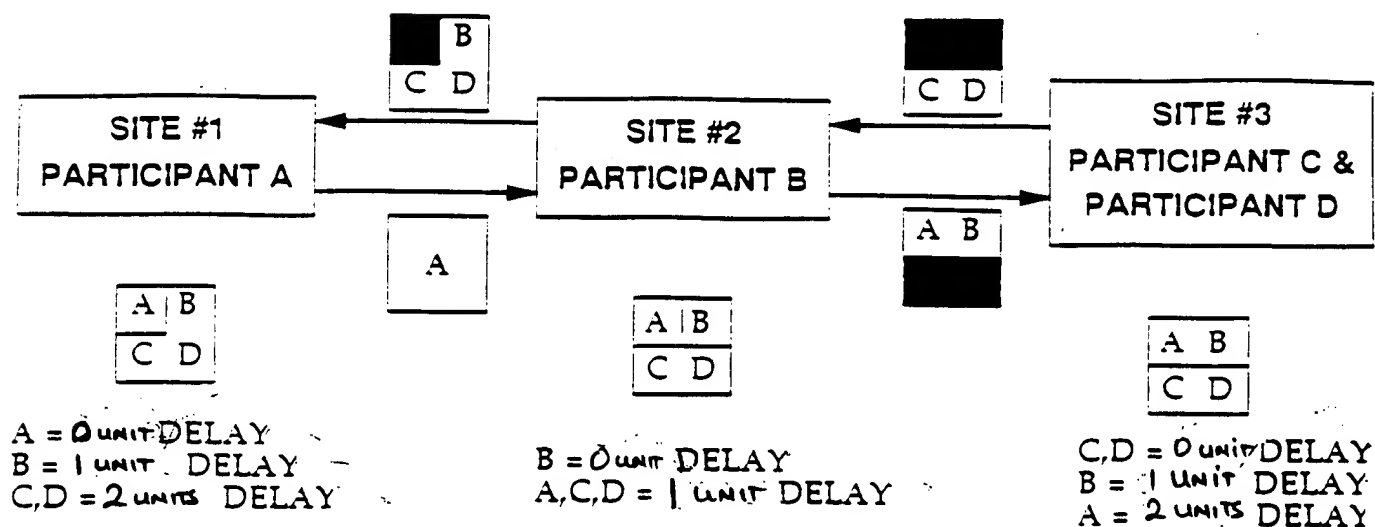 B
C D
C D
SITE #1
PARTICIPANT A
SITE #2
PARTICIPANT B
SITE #3
PARTICIPANT C &
PARTICIPANT D
A
A B
A B
C D
A B
C D
A B
C D
A = 0 UNIT DELAY
B = 1 UNIT DELAY
C,D = 2 UNITS DELAY
B = 0 UNIT DELAY
A,C,D = 1 UNIT DELAY
C,D = 0 UNIT DELAY
B = 1 UNIT DELAY
A = 2 UNITS DELAY